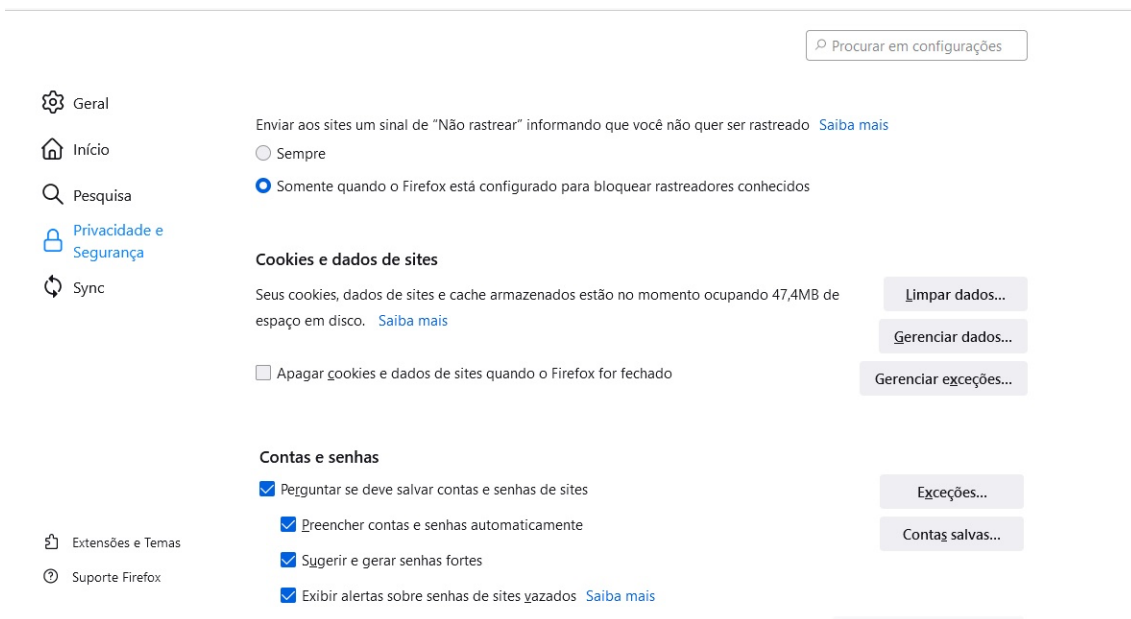 Procurar em configurações
Geral
Início
Pesquisa
Privacidade e
Segurança
Sync
Extensões e Temas
Suporte Firefox
Enviar aos sites um sinal de “Não rastrear” informando que você não quer ser rastreado Saiba mais
Sempre
Somente quando o Firefox está configurado para bloquear rastreadores conhecidos
Cookies e dados de sites
Seus cookies, dados de sites e cache armazenados estão no momento ocupando 47,4MB de
espaço em disco. Saiba mais
Limpar dados...
Gerenciar dados...
Apagar cookies e dados de sites quando o Firefox for fechado
Gerenciar exceções...
Contas e senhas
Perguntar se deve salvar contas e senhas de sites
Exceções...
Preencher contas e senhas automaticamente
Contas salvas...
Sugerir e gerar senhas fortes
Exibir alertas sobre senhas de sites vazados Saiba mais